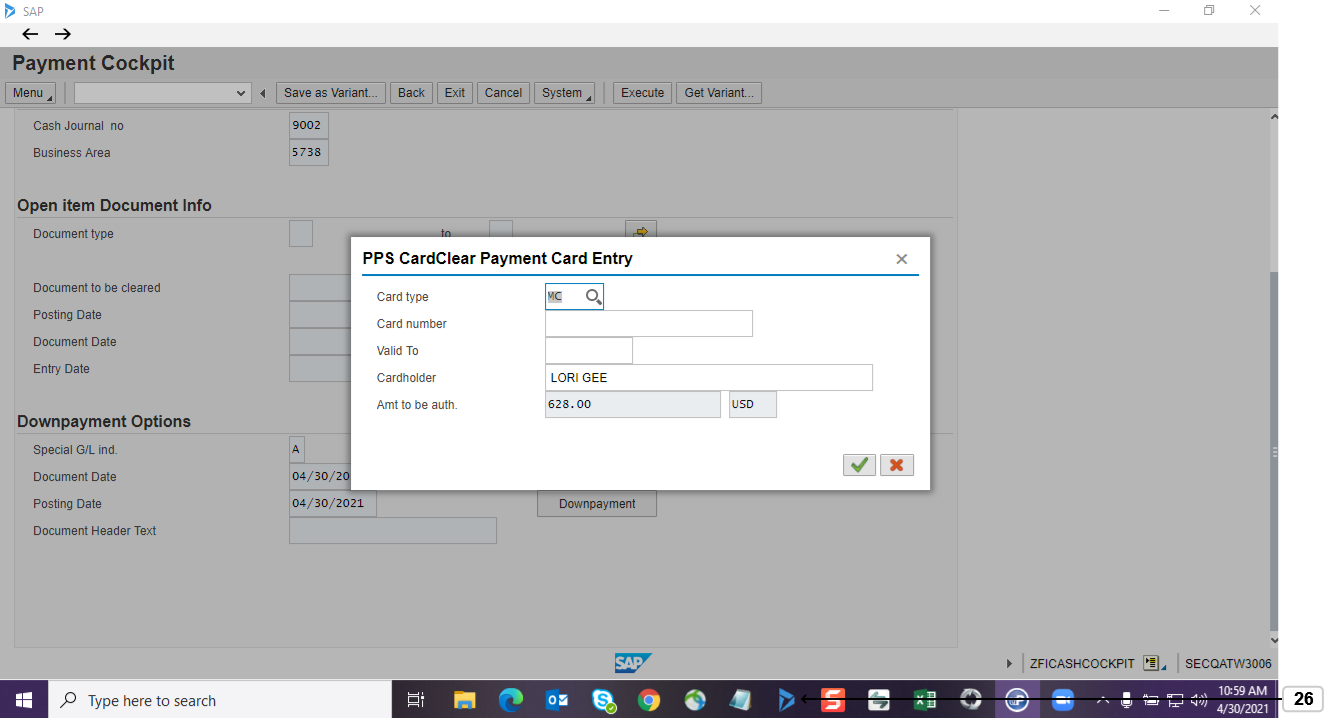 SAP
Payment Cockpit
Menu Save as Variant... Back Exit Cancel System Execute Get Variant...
Cash Journal no 9002
Business Area 5738
Open item Document Info
Document type to
PPS CardClear Payment Card Entry
Document to be cleared
Card type MC
Posting Date
Card number
Document Date
Valid To
Entry Date
Cardholder LORI GEE
Amt to be auth. 628.00 USD
Downpayment Options
Special G/L ind. A
Document Date 04/30/20
Posting Date 04/30/2021 Downpayment
Document Header Text
SAP ZFICASHCOCKPIT SECQATW3006
Type here to search
10:59 AM
4/30/2021
26